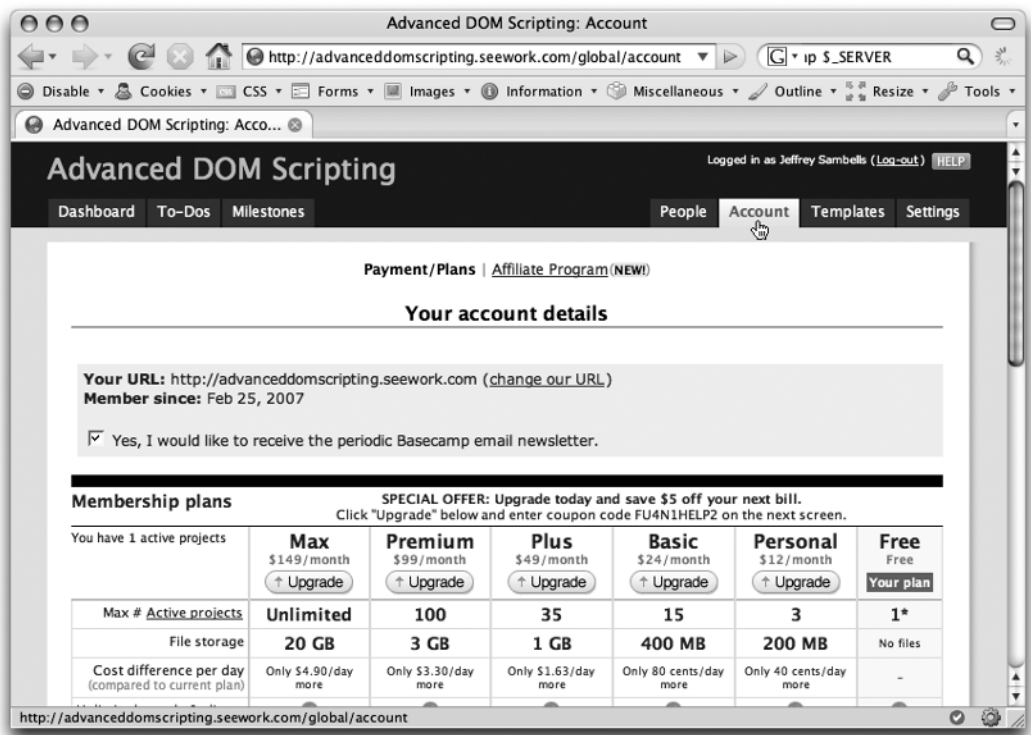 Advanced DOM Scripting: Account
http://advanceddomscripting.seework.com/global/account
G ip $_SERVER
Disable Cookies CSS Forms Images Information Miscellaneous Outline Resize Tools
Advanced DOM Scripting: Acco...
Advanced DOM Scripting
Logged in as Jeffrey Sambells (Log-out) HELP
Dashboard To-Dos Milestones People Account Templates Settings
Payment/Plans | Affiliate Program (NEW!)
Your account details
Your URL: http://advanceddomscripting.seework.com (change our URL)
Member since: Feb 25, 2007
Yes, I would like to receive the periodic Basecamp email newsletter.
Membership plans
SPECIAL OFFER: Upgrade today and save $5 off your next bill.
Click "Upgrade" below and enter coupon code FU4N1HELP2 on the next screen.
You have 1 active projects
Max Premium Plus Basic Personal Free
$149/month $99/month $49/month $24/month $12/month Free
↑ Upgrade ↑ Upgrade ↑ Upgrade ↑ Upgrade ↑ Upgrade Your plan
Max # Active projects Unlimited 100 35 15 3 1*
File storage 20 GB 3 GB 1 GB 400 MB 200 MB No files
Cost difference per day Only $4.90/day more Only $3.30/day more Only $1.63/day more Only 80 cents/day more Only 40 cents/day more -
(compared to current plan)
http://advanceddomscripting.seework.com/global/account